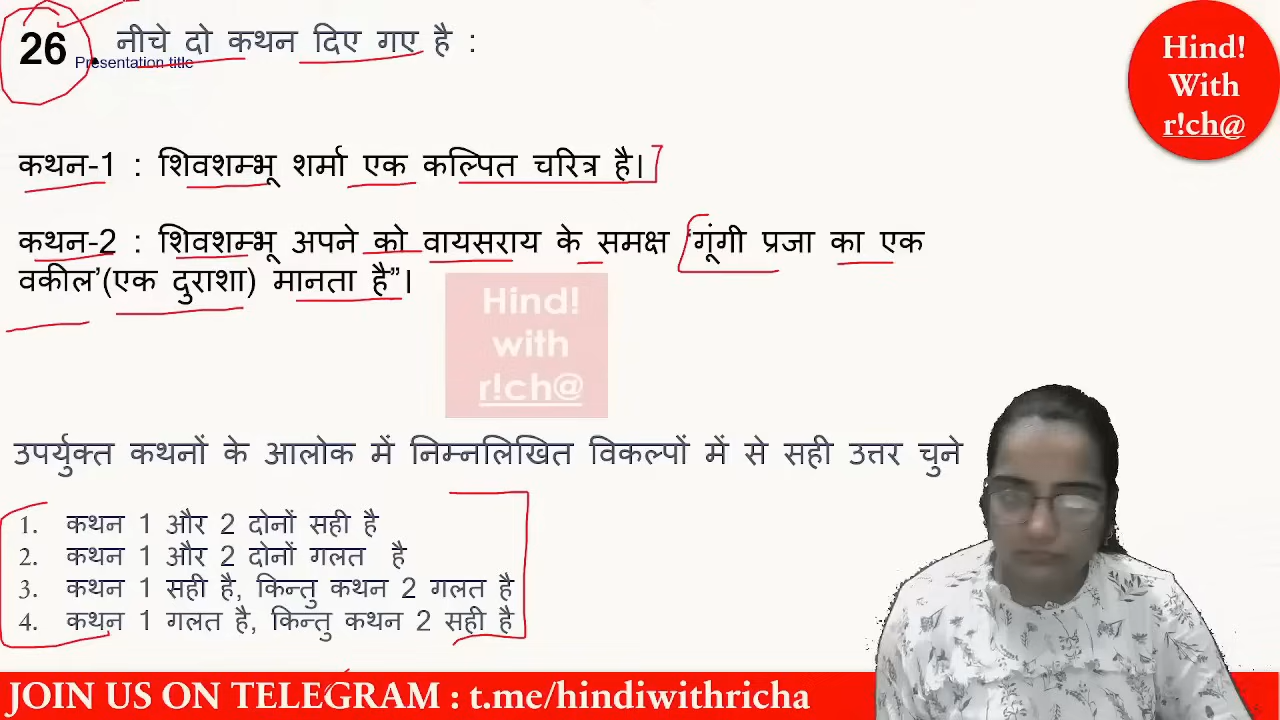 26
नीचे दो कथन दिए गए है :
Presentation title
Hind!
With
r!ch@
कथन-1 : शिवशम्भू शर्मा एक कल्पित चरित्र है।
कथन-2 : शिवशम्भू अपने को वायसराय के समक्ष 'गूंगी प्रजा का एक
वकील'(एक दुराशा) मानता है”।
Hind!
with
r!ch@
उपर्युक्त कथनों के आलोक में निम्नलिखित विकल्पों में से सही उत्तर चुने
1. कथन 1 और 2 दोनों सही है
2. कथन 1 और 2 दोनों गलत है
3. कथन 1 सही है, किन्तु कथन 2 गलत है
4. कथन 1 गलत है, किन्तु कथन 2 सही है
JOIN US ON TELEGRAM : t.me/hindiwithricha